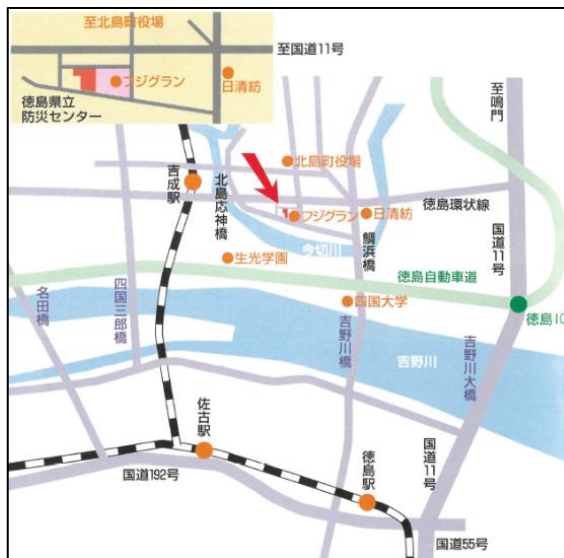 至北島町役場
至国道11号
フジグラン
日清紡
徳島県立
防災センター
至鳴門
北島町役場
吉成駅
北島応神橋
フジグラン
日清紡
徳島環状線
国道11号
今切川
鯛浜橋
生光学園
徳島自動車道
名田橋
四国三郎橋
四国大学
徳島IC
吉野川橋
吉野川
吉野川大橋
佐古駅
国道192号
徳島駅
国道11号
国道55号